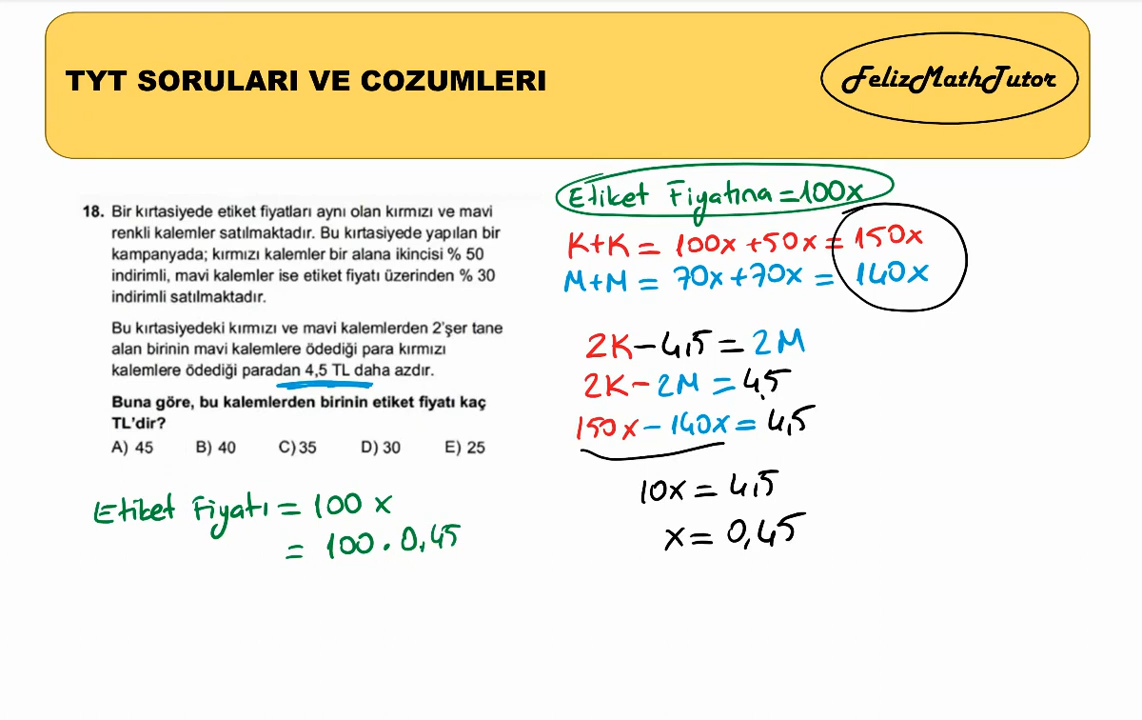 TYT SORULARI VE COZUMLERI
FelizMathTutor
18. Bir kırtasiyede etiket fiyatları aynı olan kırmızı ve mavi
renkli kalemler satılmaktadır. Bu kırtasiyede yapılan bir
kampanyada; kırmızı kalemler bir alana ikincisi % 50
indirimli, mavi kalemler ise etiket fiyatı üzerinden % 30
indirimli satılmaktadır.
Bu kırtasiyedeki kırmızı ve mavi kalemlerden 2'şer tane
alan birinin mavi kalemlere ödediği para kırmızı
kalemlere ödediği paradan 4,5 TL daha azdır.
Buna göre, bu kalemlerden birinin etiket fiyatı kaç
TL'dir?
A) 45 B) 40 C) 35 D) 30 E) 25
Etiket Fiyatı = 100 x
= 100 . 0,45
Etiket Fiyatına = 100x
K+K = 100x + 50x = 150x
M+M = 70x + 70x = 140x
2K - 4,5 = 2M
2K - 2M = 4,5
150x - 140x = 4,5
10x = 4,5
x = 0,45